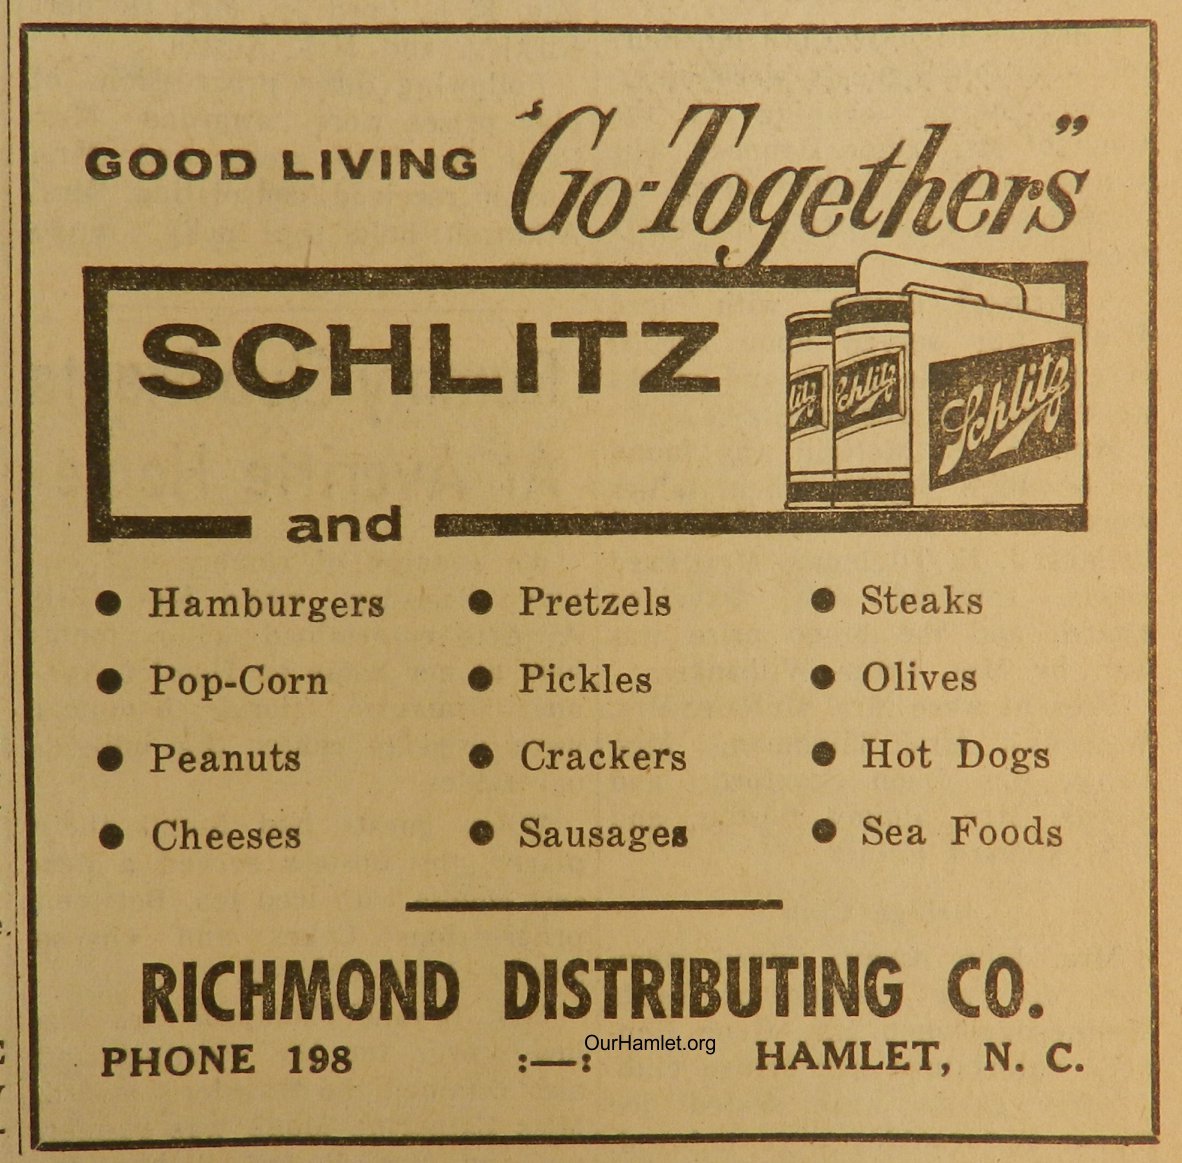 GOOD LIVING "Go-Togethers"
SCHLITZ
Schlitz
Schlitz
and
● Hamburgers ● Pretzels ● Steaks
● Pop-Corn ● Pickles ● Olives
● Peanuts ● Crackers ● Hot Dogs
● Cheeses ● Sausages ● Sea Foods
RICHMOND DISTRIBUTING CO.
PHONE 198 :—: HAMLET, N. C.
OurHamlet.org